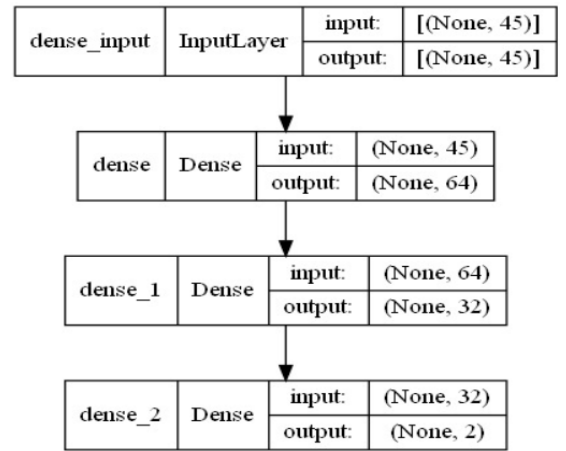 dense_input InputLayer input: [(None, 45)]
output: [(None, 45)]
dense Dense input: (None, 45)
output: (None, 64)
dense_1 Dense input: (None, 64)
output: (None, 32)
dense_2 Dense input: (None, 32)
output: (None, 2)